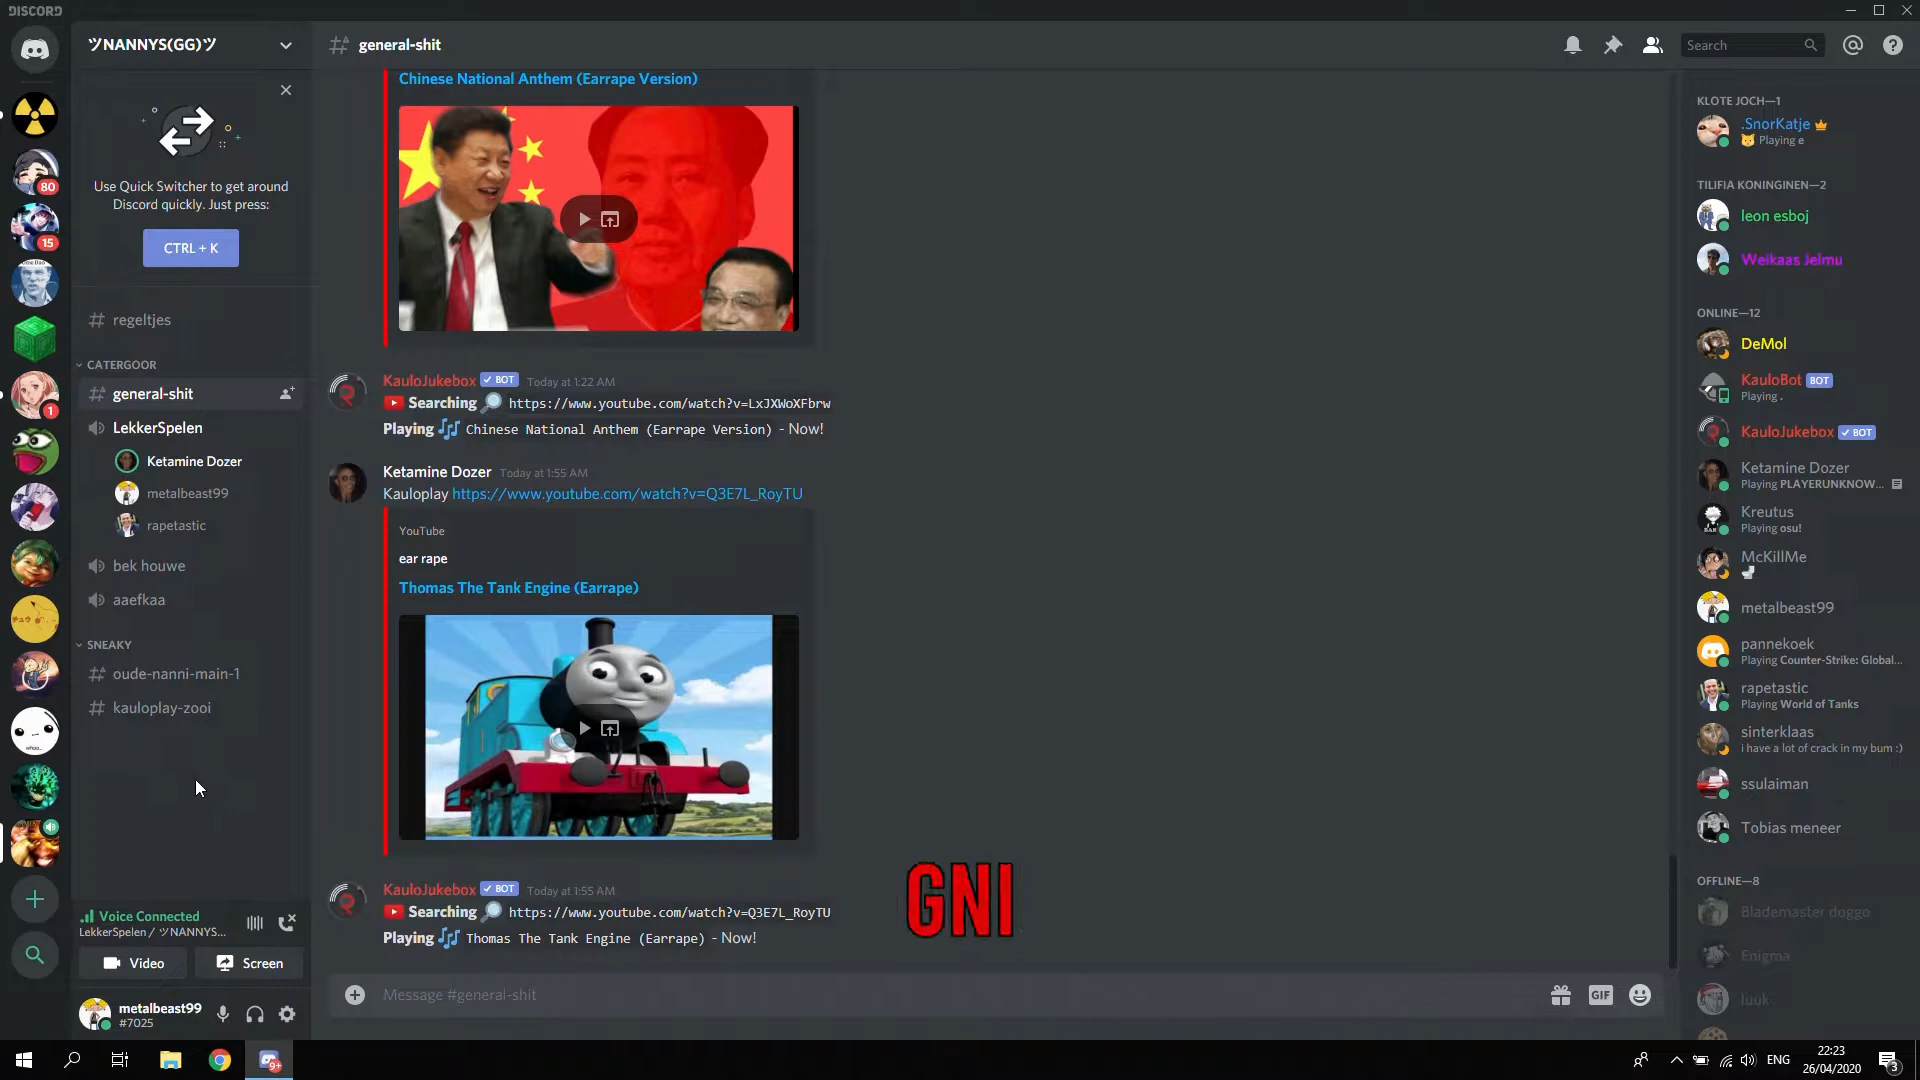 DISCORD
ツNANNYS(GG)ツ
general-shit
Search
Use Quick Switcher to get around
Discord quickly. Just press:
CTRL + K
regeltjes
CATERGOOR
general-shit
LekkerSpelen
Ketamine Dozer
metalbeast99
rapetastic
bek houwe
aaefkaa
SNEAKY
oude-nanni-main-1
kauloplay-zooi
80
15
1
Voice Connected
LekkerSpelen / ツNANNYS...
Video
Screen
metalbeast99
#7025
Chinese National Anthem (Earrape Version)
KauloJukebox BOT Today at 1:22 AM
Searching https://www.youtube.com/watch?v=LxJXWoXFbrw
Playing Chinese National Anthem (Earrape Version) - Now!
Ketamine Dozer Today at 1:55 AM
Kauloplay https://www.youtube.com/watch?v=Q3E7L_RoyTU
YouTube
ear rape
Thomas The Tank Engine (Earrape)
KauloJukebox BOT Today at 1:55 AM
Searching https://www.youtube.com/watch?v=Q3E7L_RoyTU
Playing Thomas The Tank Engine (Earrape) - Now!
GNI
Message #general-shit
GIF
KLOTE JOCH—1
.SnorKatje
Playing e
TILIFIA KONINGINEN—2
leon esboj
Weikaas Jelmu
ONLINE—12
DeMol
KauloBot BOT
Playing .
KauloJukebox BOT
Ketamine Dozer
Playing PLAYERUNKNOW...
Kreutus
Playing osu!
McKillMe
metalbeast99
pannekoek
Playing Counter-Strike: Global...
rapetastic
Playing World of Tanks
sinterklaas
i have a lot of crack in my bum :)
ssulaiman
Tobias meneer
OFFLINE—8
Blademaster doggo
Enigma
luuk
9+
ENG
22:23
26/04/2020
3